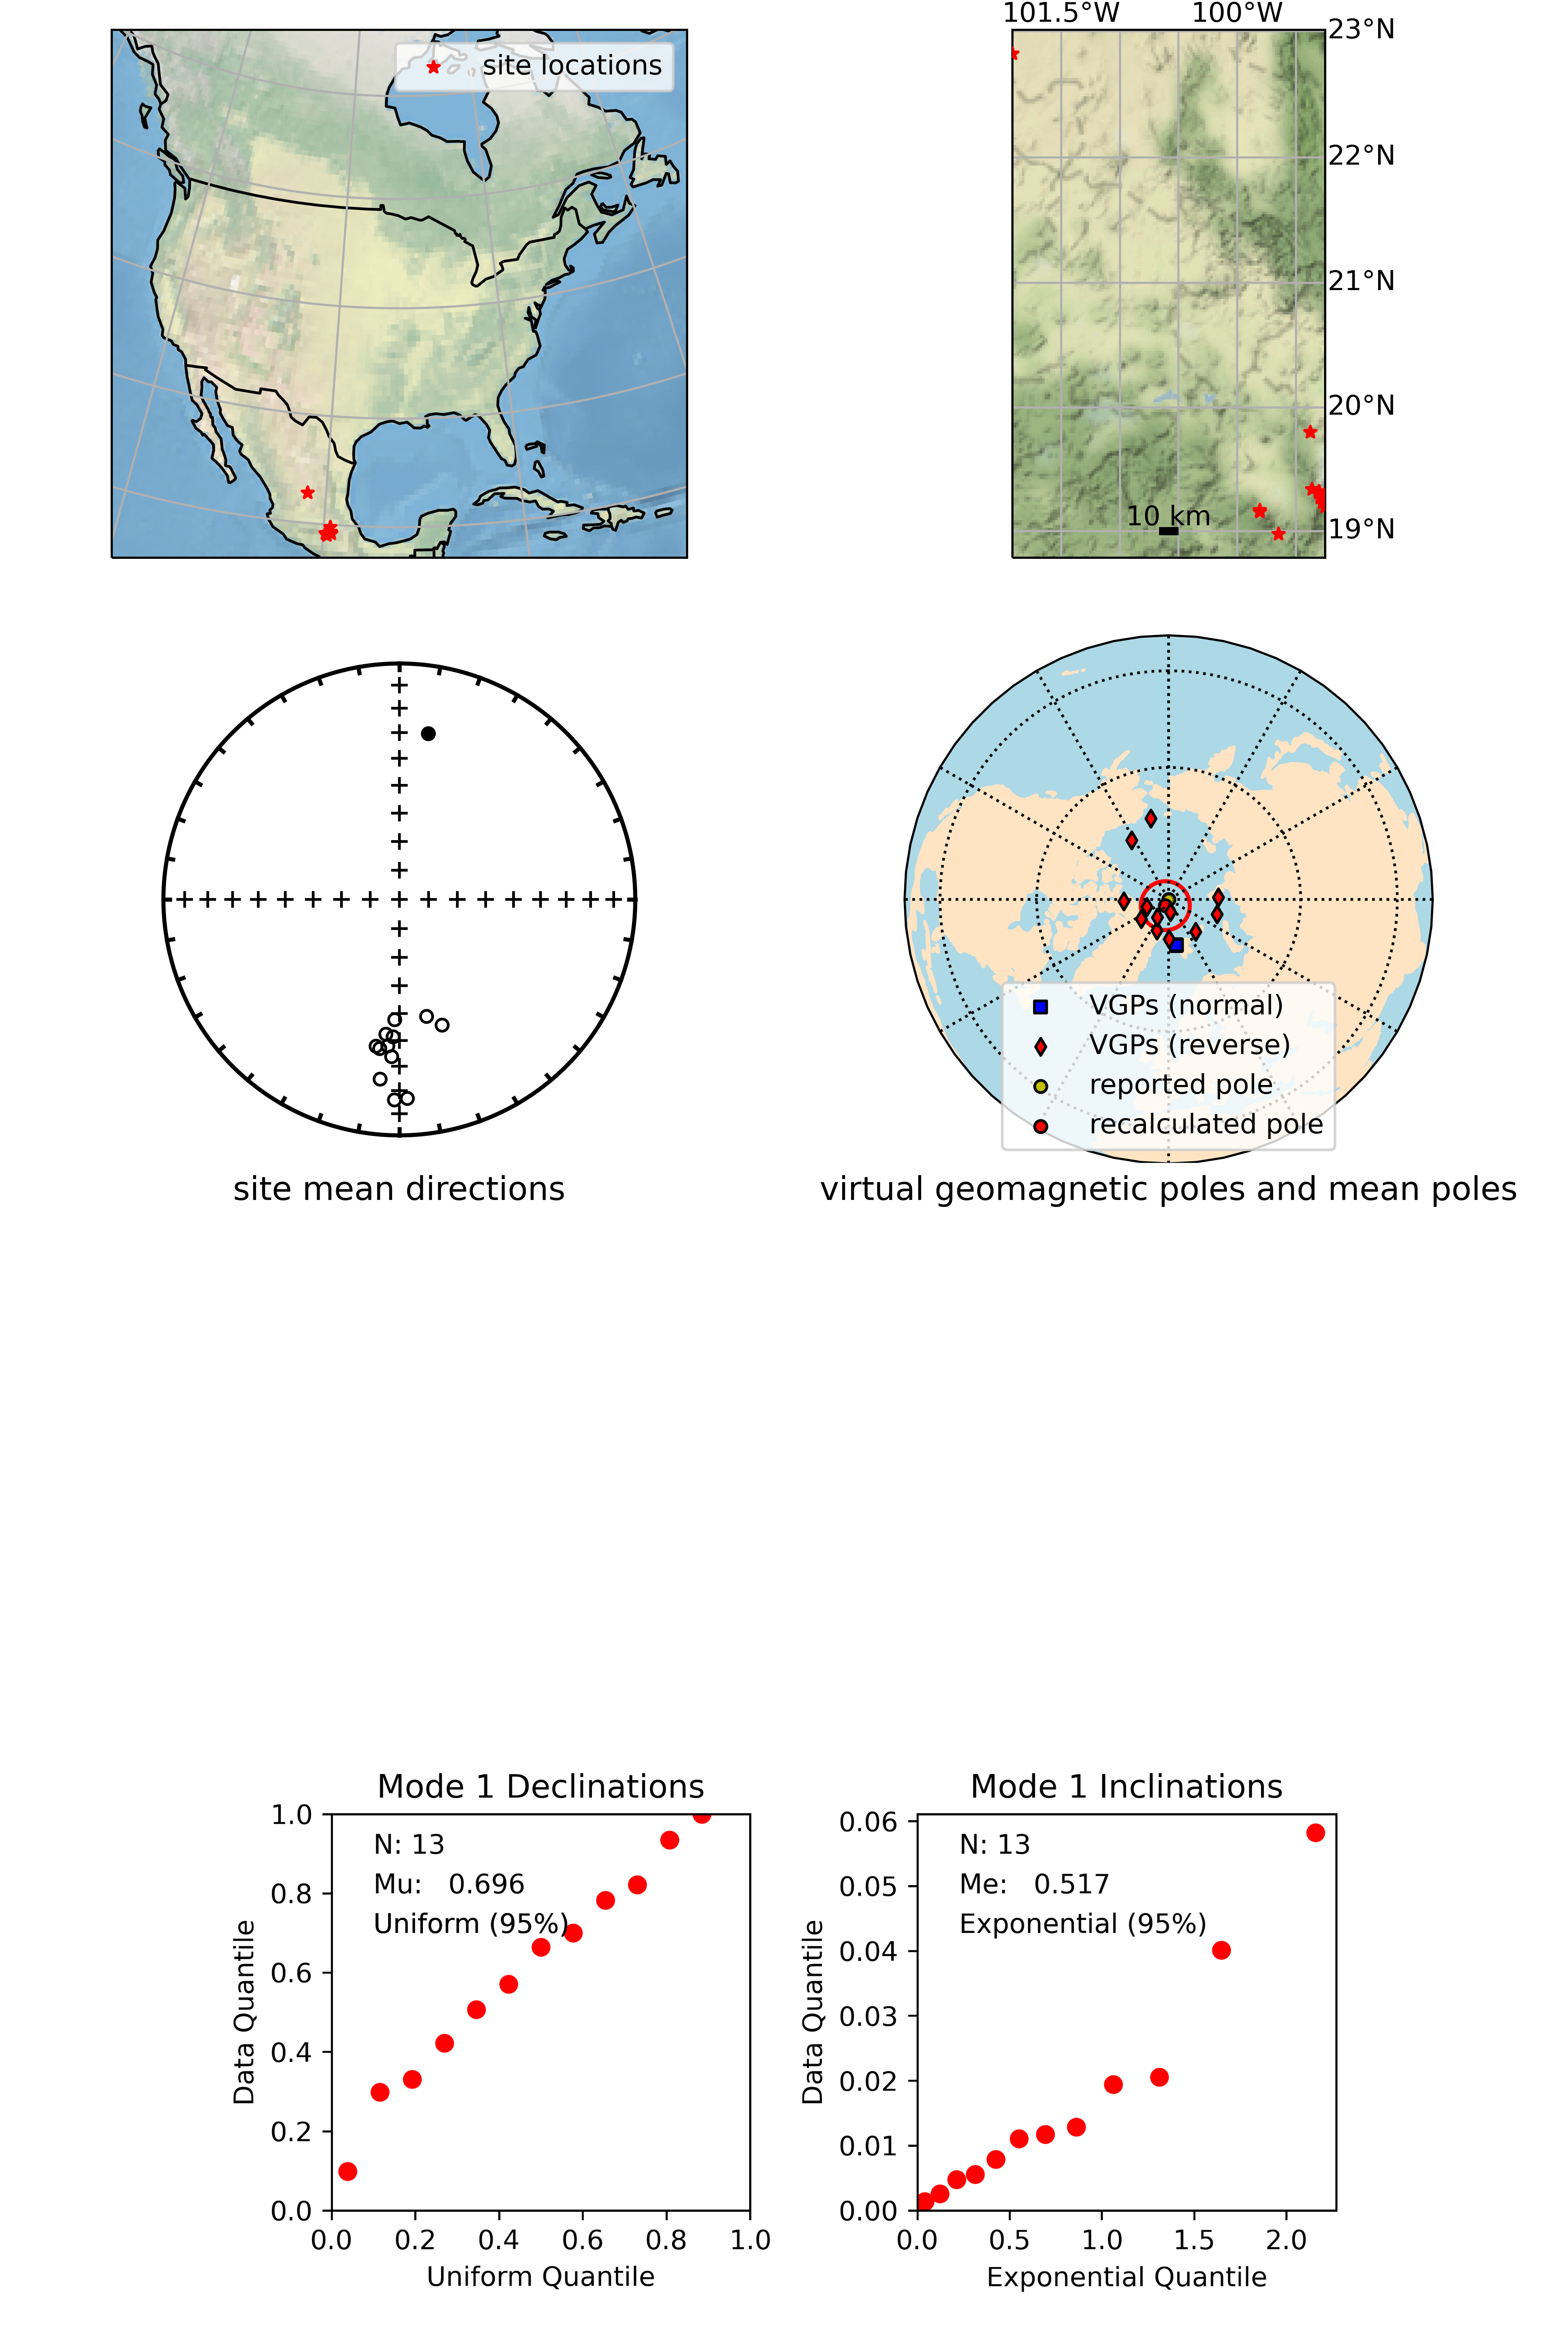 101.5°W 100°W
23°N
site locations
22°N
21°N
20°N
10 km
19°N
VGPs (normal)
VGPs (reverse)
reported pole
recalculated pole
site mean directions
virtual geomagnetic poles and mean poles
Mode 1 Declinations
1.0
N: 13
Mu: 0.696
0.8
Uniform (95%)
0.6
Data Quantile
0.4
0.2
0.0
0.0 0.2 0.4 0.6 0.8 1.0
Uniform Quantile
Mode 1 Inclinations
0.06
N: 13
Me: 0.517
0.05
Exponential (95%)
0.04
Data Quantile
0.03
0.02
0.01
0.00
0.0 0.5 1.0 1.5 2.0
Exponential Quantile